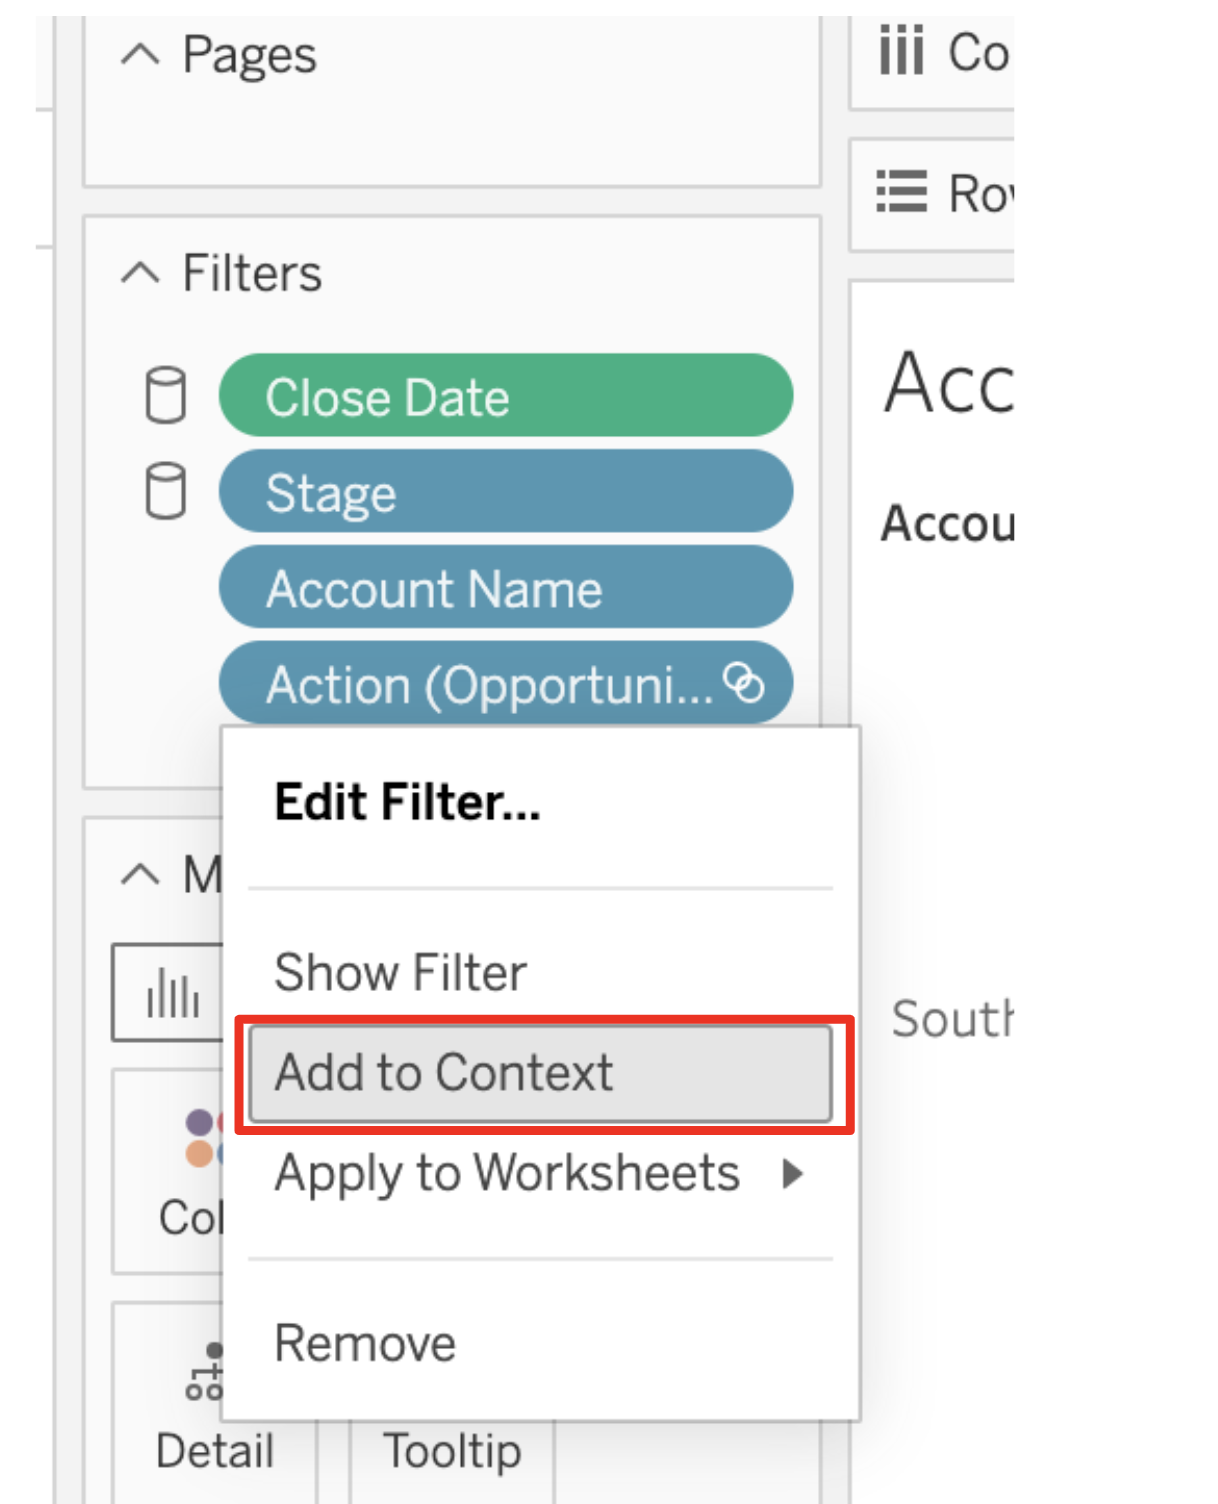 Pages
Filters
Close Date
Stage
Account Name
Action (Opportuni...
Edit Filter...
Show Filter
Add to Context
Apply to Worksheets
Remove
M
Col
Detail
Tooltip
Co
Rov
Acc
Accou
South